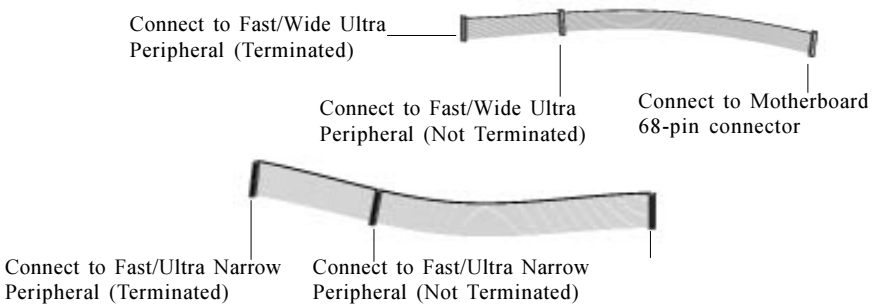 Connect to Fast/Wide Ultra
Peripheral (Terminated)
Connect to Fast/Wide Ultra
Peripheral (Not Terminated)
Connect to Motherboard
68-pin connector
Connect to Fast/Ultra Narrow
Peripheral (Terminated)
Connect to Fast/Ultra Narrow
Peripheral (Not Terminated)